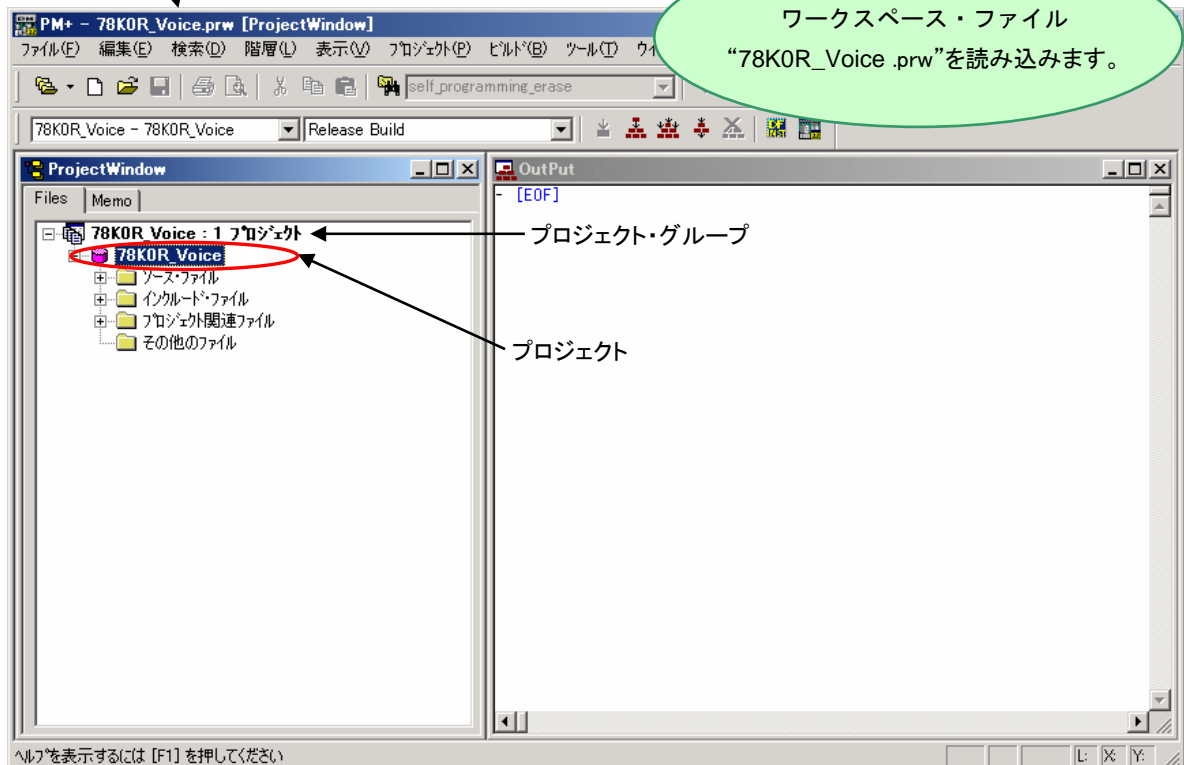 PM+ - 78K0R_Voice.prw [ProjectWindow]
ワークスペース・ファイル
“78K0R_Voice .prw”を読み込みます。
ファイル(F) 編集(E) 検索(D) 階層(L) 表示(V) プロジェクト(P) ビルド(B) ツール(T) ウィ
self_programming_erase
78K0R_Voice - 78K0R_Voice Release Build
ProjectWindow
Files Memo
78K0R_Voice : 1 プロジェクト
78K0R_Voice
ソース・ファイル
インクルード・ファイル
プロジェクト関連ファイル
その他のファイル
OutPut
- [EOF]
プロジェクト・グループ
プロジェクト
ヘルプを表示するには [F1] を押してください L: X: Y: